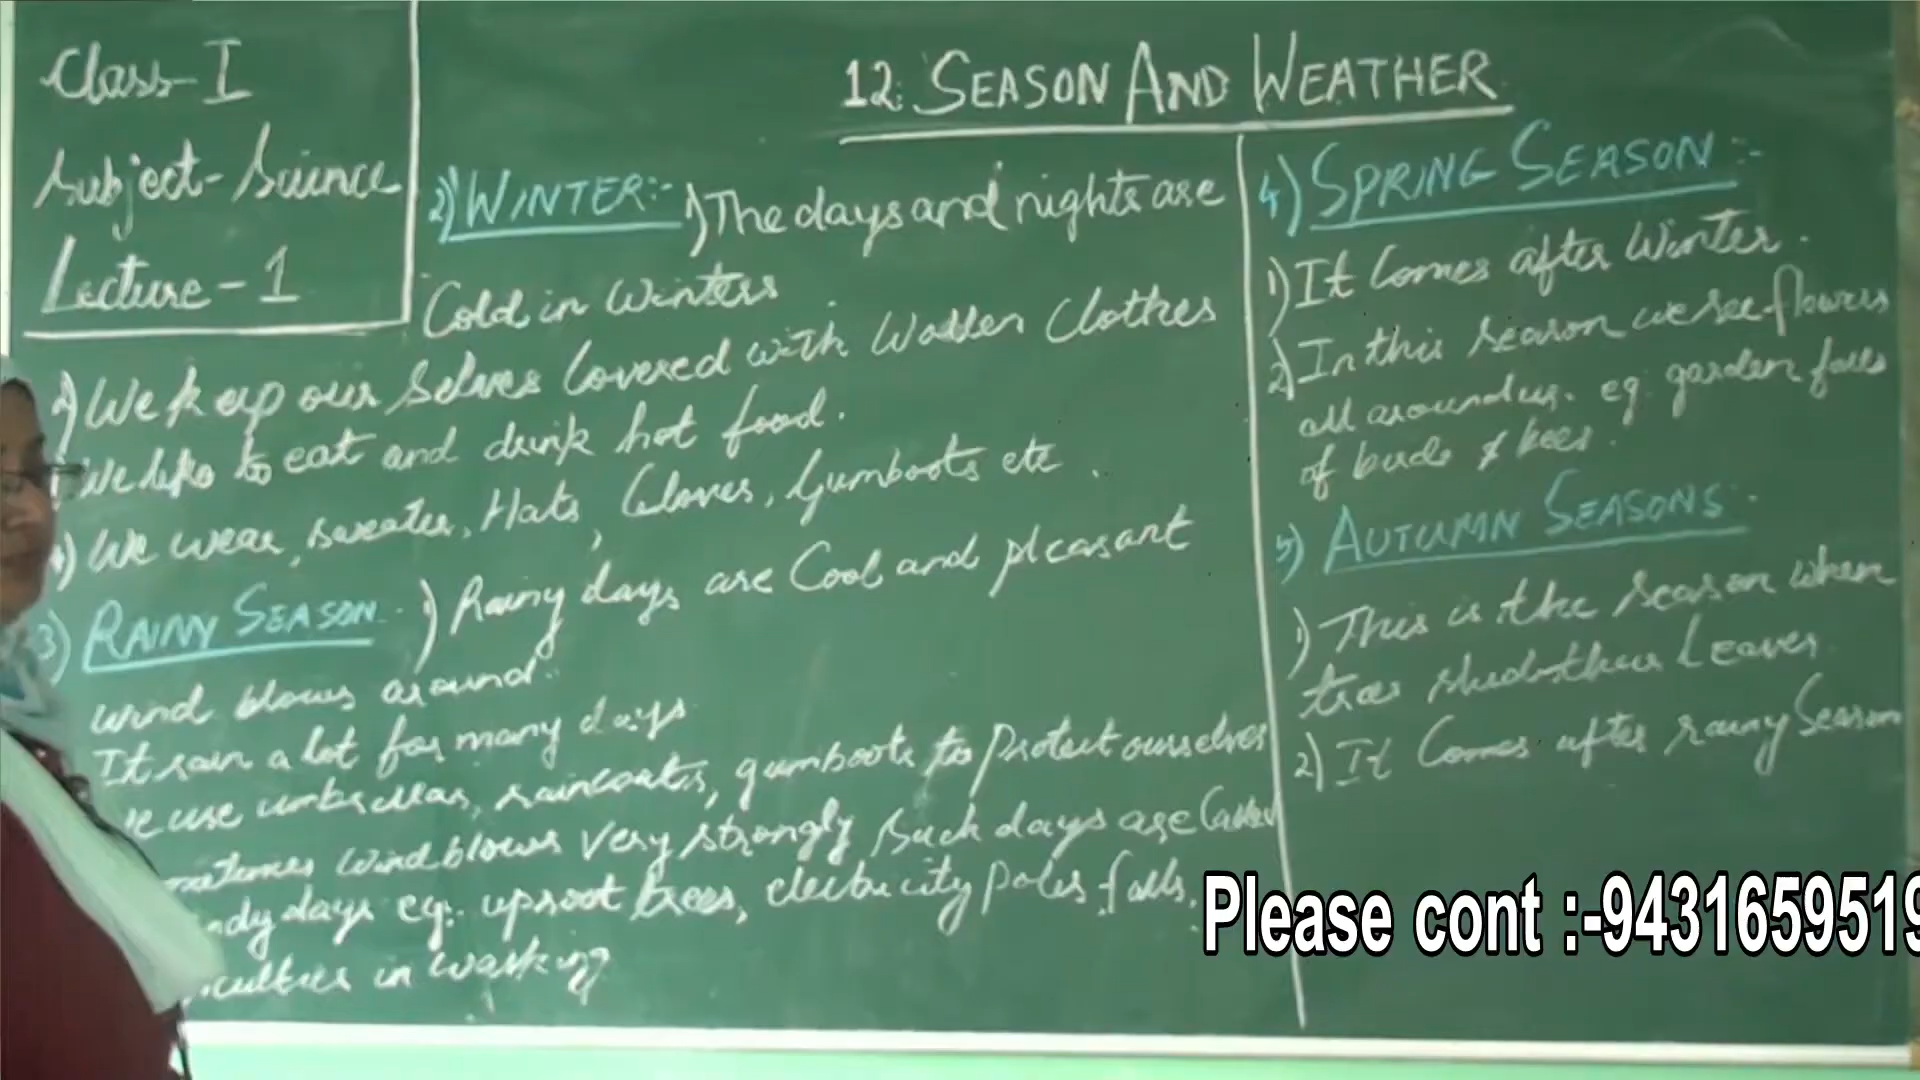 Class-I
Subject-Science
Lecture-1
12. SEASON AND WEATHER
2) WINTER:- 1) The days and nights are
Cold in Winters
2) We keep our selves Covered with Wollen Clothes
We like to eat and drink hot food.
4) We wear, sweater, Hats, Gloves, Gumboots etc.
3) RAINY SEASON:- 1) Rainy days are Cool and pleasant
wind blows around.
It rain a lot for many days
use umbrellas, raincoats, gumboots to Protect ourselves
wind blows very strongly such days are Called
days eg:- uproot trees, electricity poles falls,
in walking
4) SPRING SEASON:-
1) It Comes after Winter.
2) In this season we see flowers
all around us. eg: garden falls
of buds & bees.
5) AUTUMN SEASONS:-
1) This is the season when
trees shed their Leaves
2) It Comes after rainy Season
Please cont :-9431659519